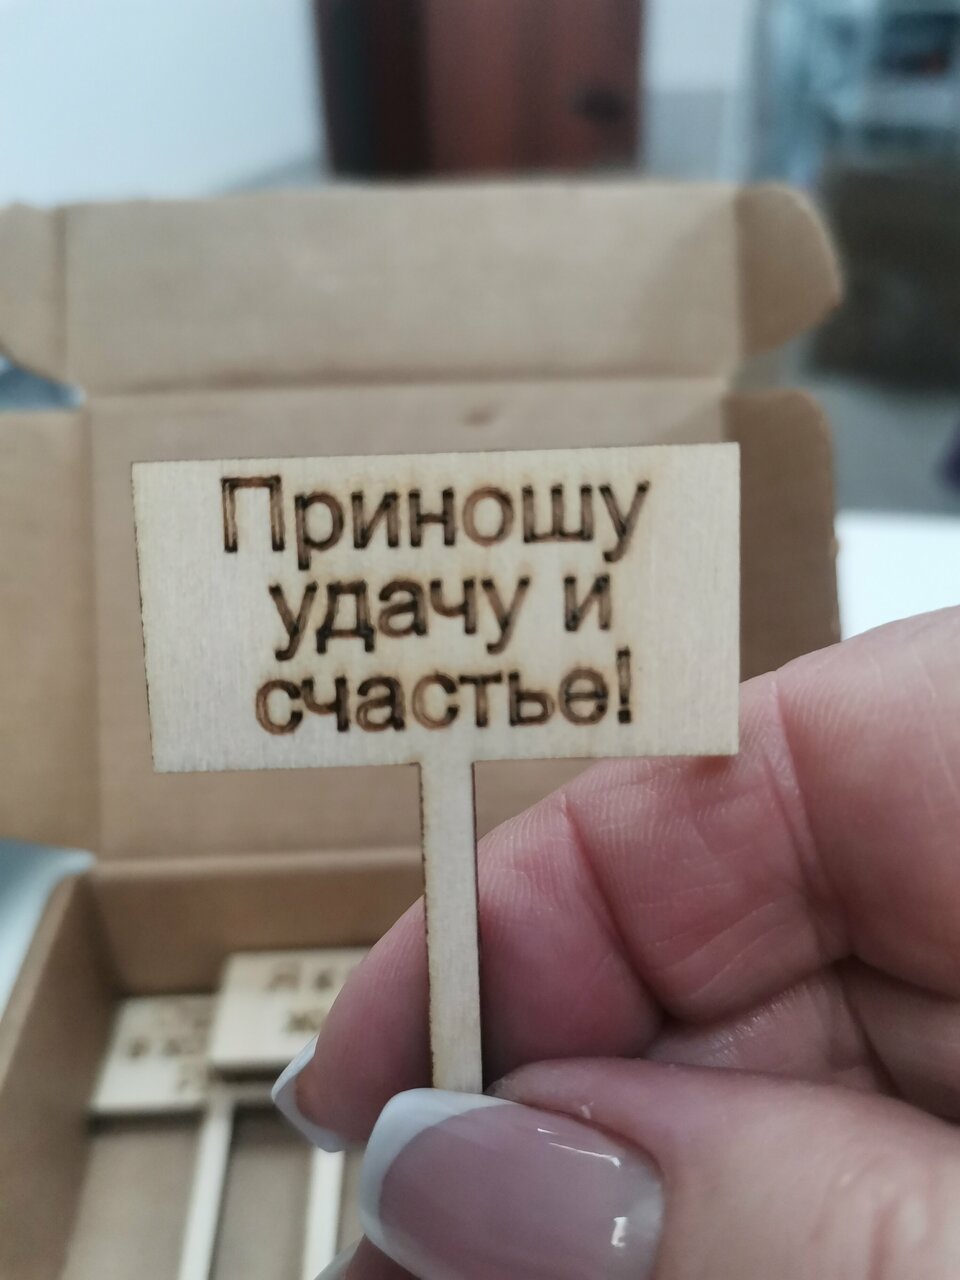 Приношу
удачу и
счастье!